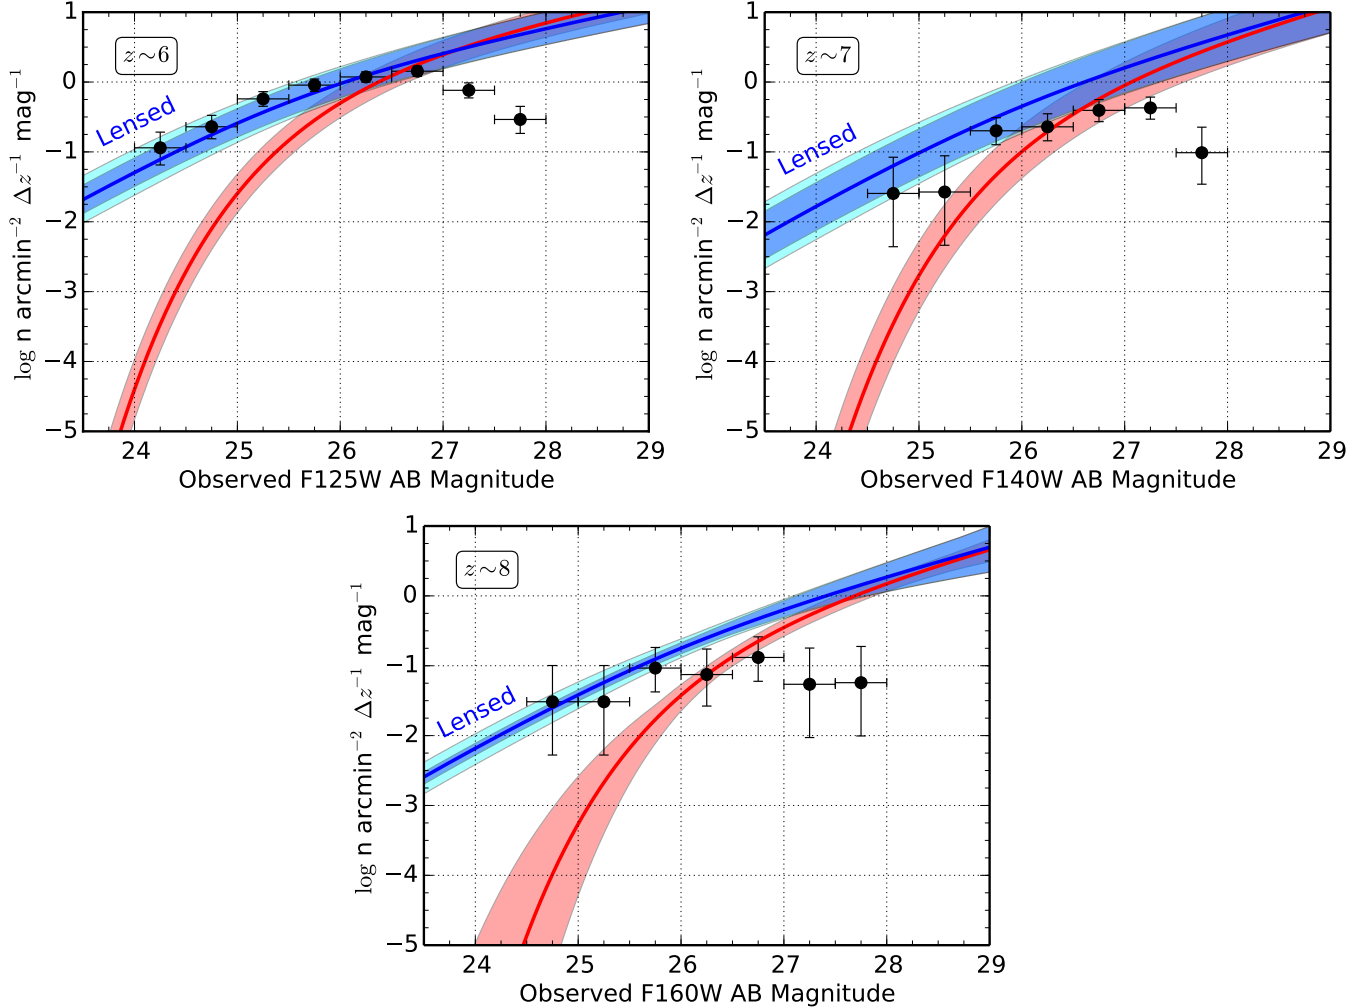 z~6
Lensed
log n arcmin⁻² Δz⁻¹ mag⁻¹
1
0
−1
−2
−3
−4
−5
24 25 26 27 28 29
Observed F125W AB Magnitude
z~7
Lensed
log n arcmin⁻² Δz⁻¹ mag⁻¹
1
0
−1
−2
−3
−4
−5
24 25 26 27 28 29
Observed F140W AB Magnitude
z~8
Lensed
log n arcmin⁻² Δz⁻¹ mag⁻¹
1
0
−1
−2
−3
−4
−5
24 25 26 27 28 29
Observed F160W AB Magnitude